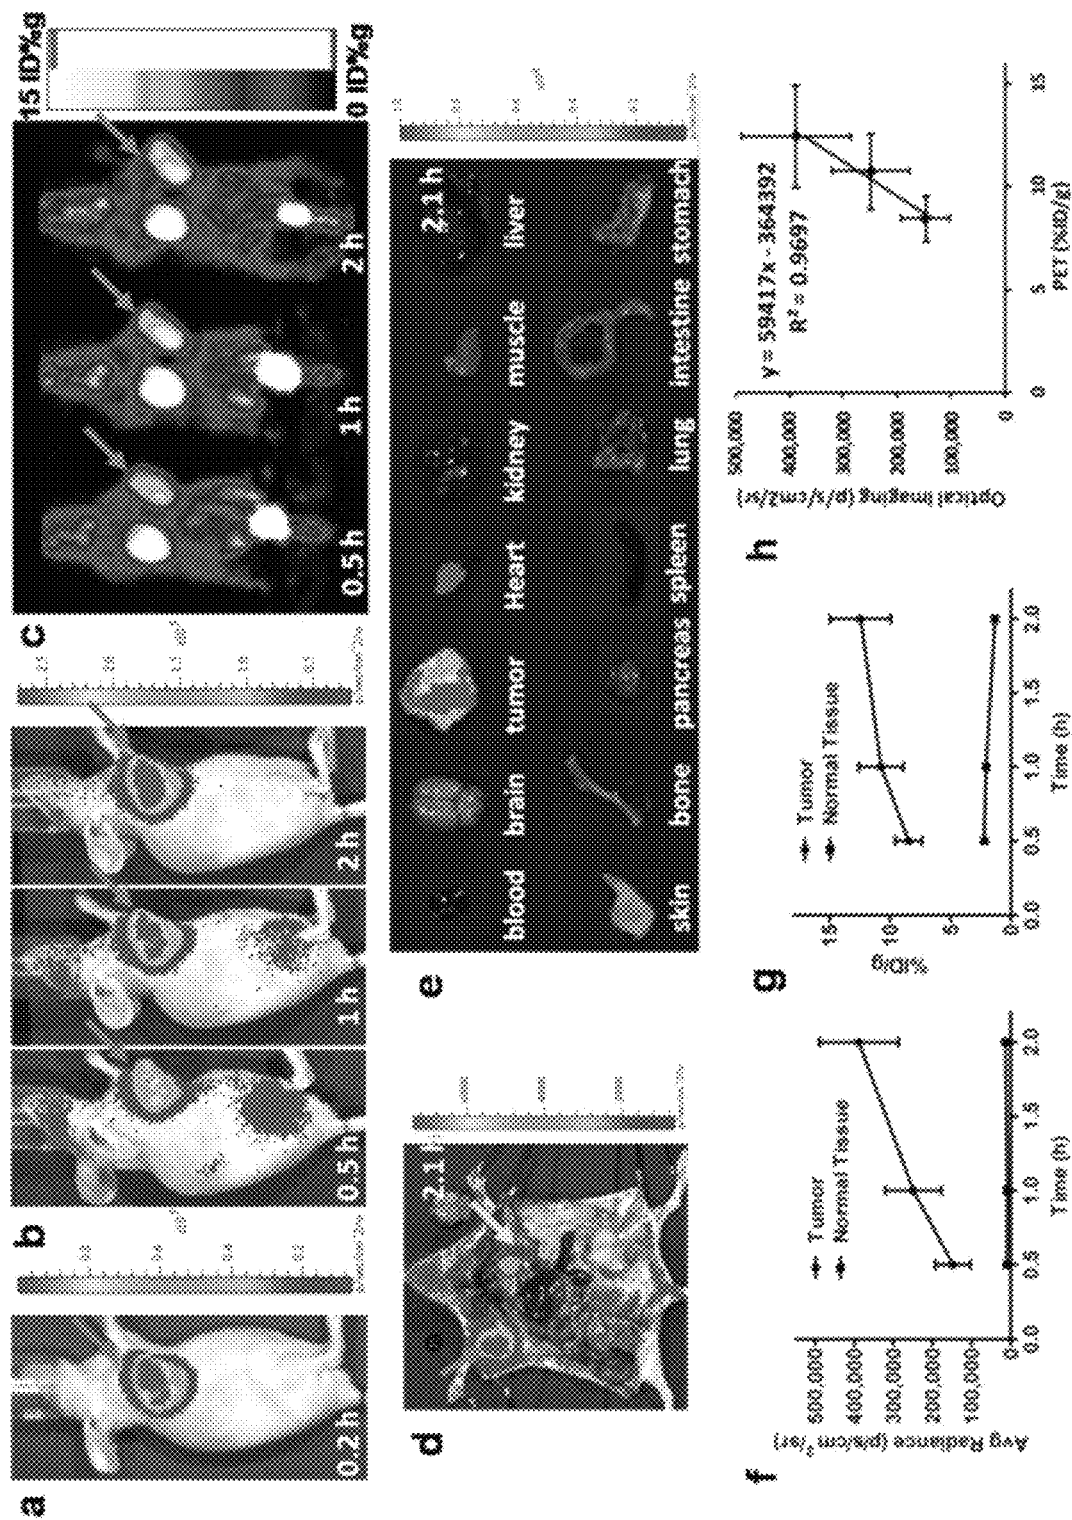 a
0.2 h
b
0.5 h
1 h
2 h
c
0.5 h
1 h
2 h
15 ID%g
0 ID%g
d
2.1 h
e
2.1 h
blood
brain
tumor
Heart
kidney
muscle
liver
skin
bone
pancreas
spleen
lung
intestine
stomach
f
Avg Radiance (p/s/cm²/sr)
500,000
400,000
300,000
200,000
100,000
0
Tumor
Normal Tissue
0.0
0.5
1.0
1.5
2.0
Time (h)
g
%ID/g
15
10
5
0
Tumor
Normal Tissue
0.0
0.5
1.0
1.5
2.0
Time (h)
h
Optical Imaging (p/s/cm2/sr)
500,000
400,000
300,000
200,000
100,000
0
y = 59417x - 364392
R² = 0.9697
0
5
10
15
PET (%ID/g)